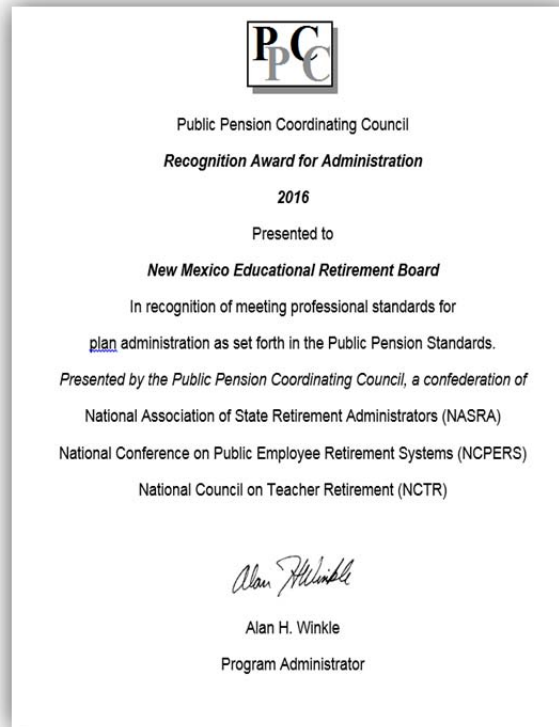 PPCC
Public Pension Coordinating Council
Recognition Award for Administration
2016
Presented to
New Mexico Educational Retirement Board
In recognition of meeting professional standards for
plan administration as set forth in the Public Pension Standards.
Presented by the Public Pension Coordinating Council, a confederation of
National Association of State Retirement Administrators (NASRA)
National Conference on Public Employee Retirement Systems (NCPERS)
National Council on Teacher Retirement (NCTR)
Alan H Winkle
Alan H. Winkle
Program Administrator